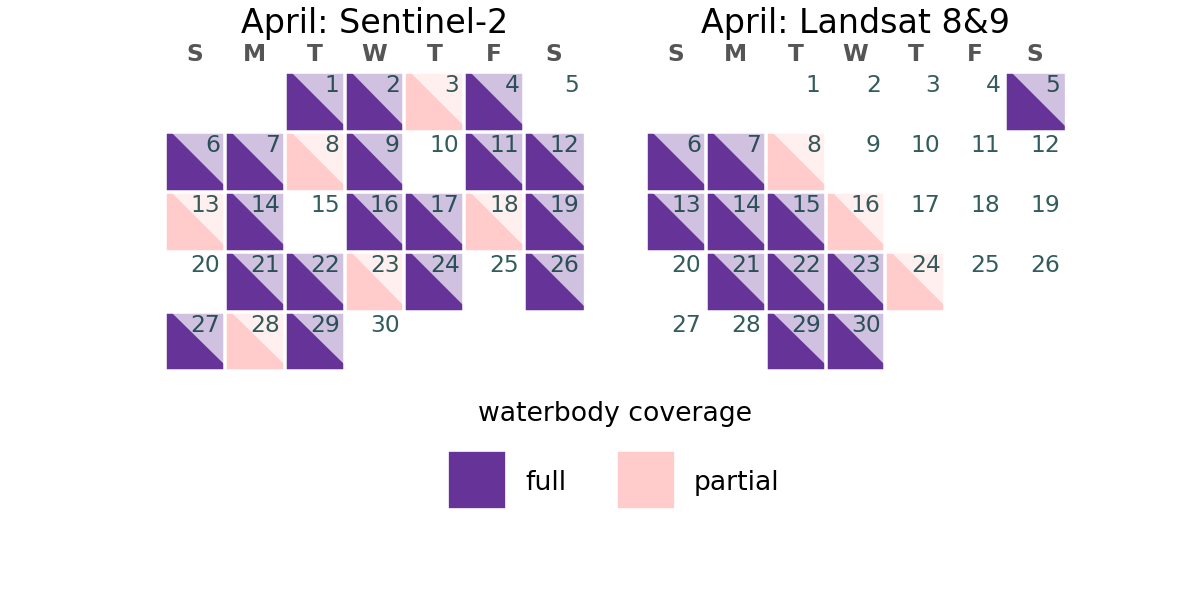 April: Sentinel-2
S M T W T F S
1 2 3 4 5
6 7 8 9 10 11 12
13 14 15 16 17 18 19
20 21 22 23 24 25 26
27 28 29 30
April: Landsat 8&9
S M T W T F S
1 2 3 4 5
6 7 8 9 10 11 12
13 14 15 16 17 18 19
20 21 22 23 24 25 26
27 28 29 30
waterbody coverage
full
partial